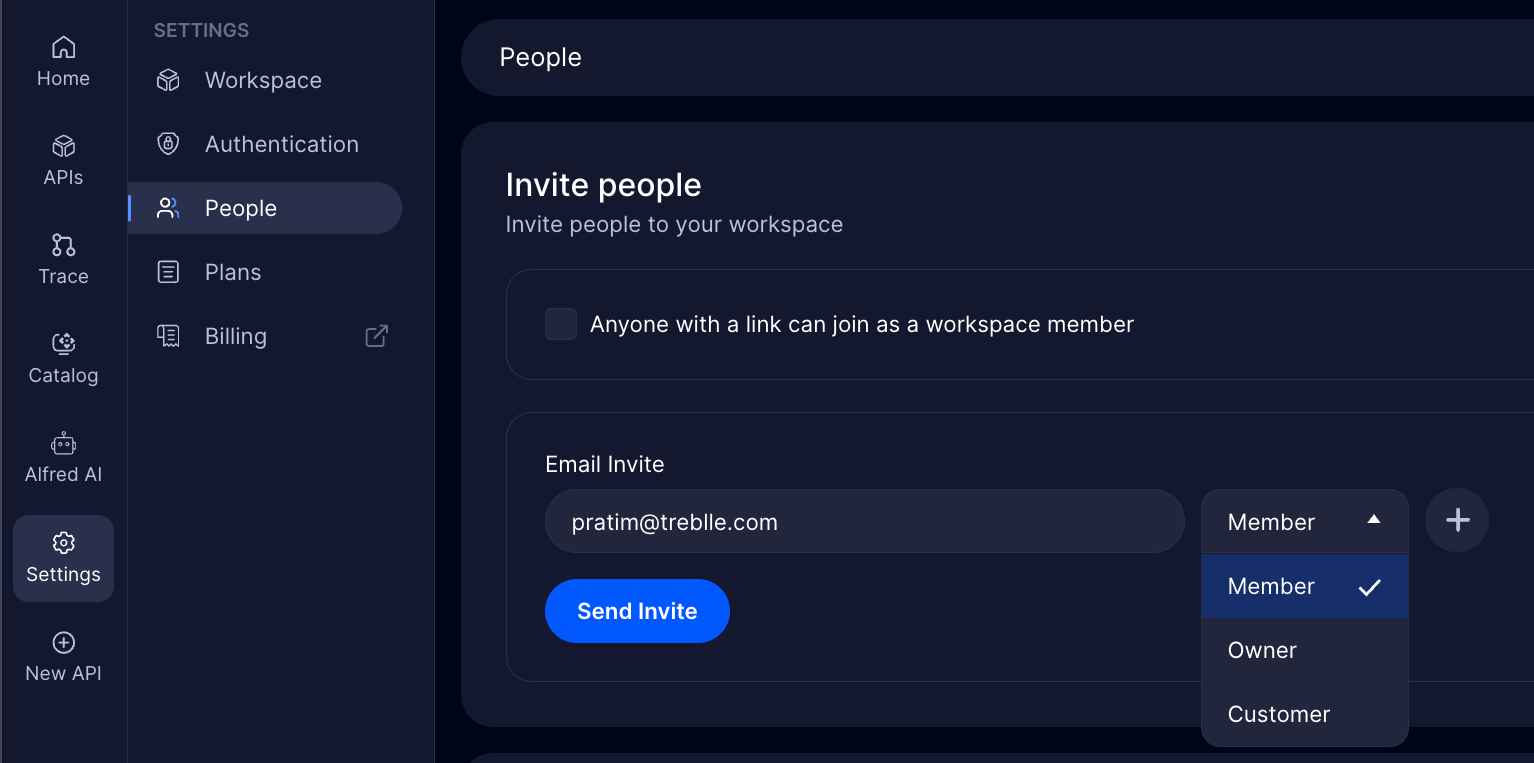 Home
APIs
Trace
Catalog
Alfred AI
Settings
New API
SETTINGS
Workspace
Authentication
People
Plans
Billing
People
Invite people
Invite people to your workspace
Anyone with a link can join as a workspace member
Email Invite
pratim@treblle.com
Member
Send Invite
Member
Owner
Customer